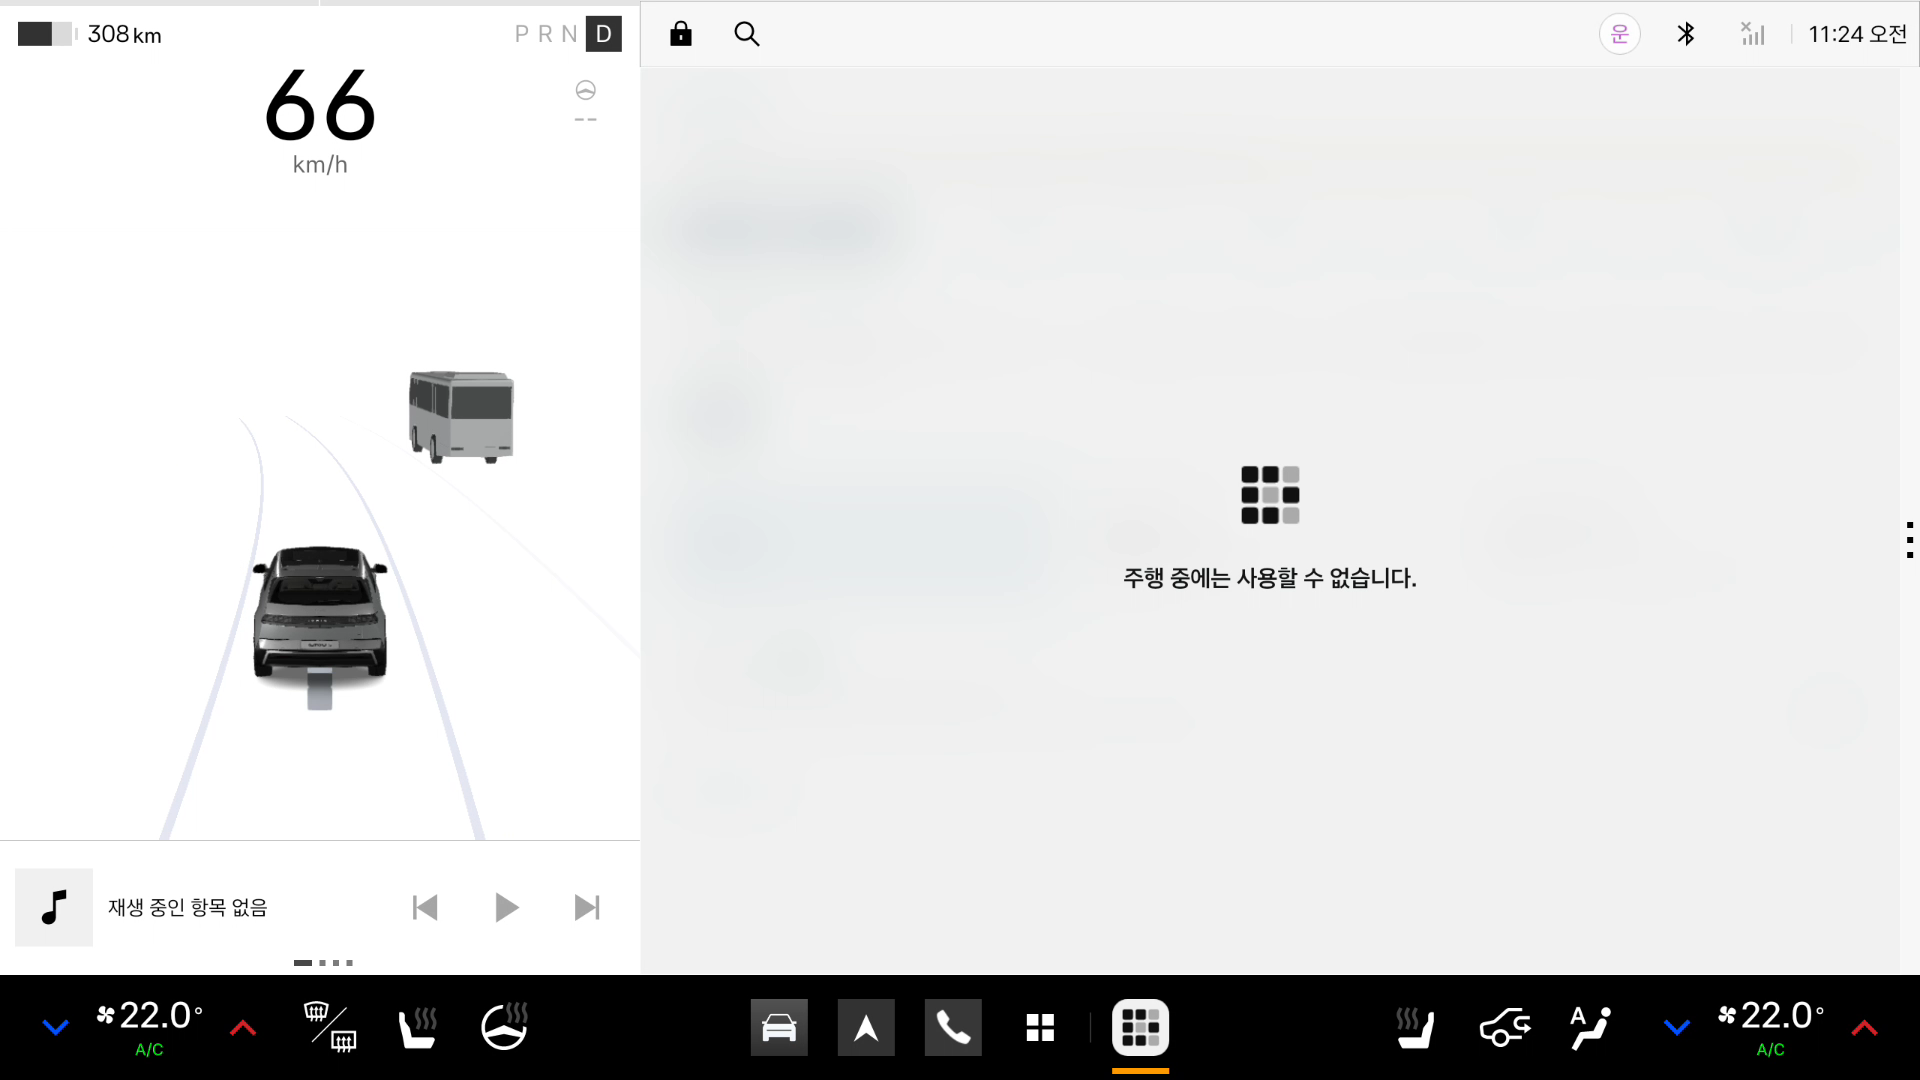 308 km
P R N D
66
km/h
--
운
11:24 오전
주행 중에는 사용할 수 없습니다.
재생 중인 항목 없음
22.0°
A/C
A
22.0°
A/C